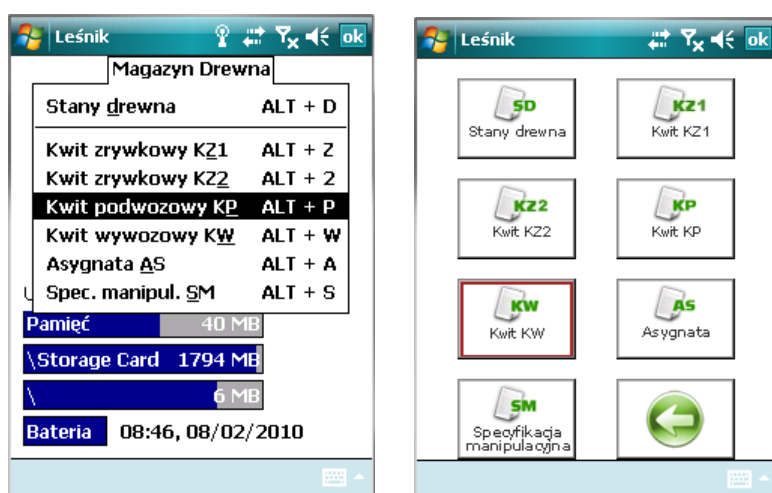 Leśnik
ok
Magazyn Drewna
Stany drewna ALT + D
Kwit zrywkowy KZ1 ALT + Z
Kwit zrywkowy KZ2 ALT + 2
Kwit podwozowy KP ALT + P
Kwit wywozowy KW ALT + W
Asygnata AS ALT + A
Spec. manipul. SM ALT + S
Pamięć 40 MB
\Storage Card 1794 MB
\ 6 MB
Bateria 08:46, 08/02/2010
Leśnik
ok
SD
Stany drewna
KZ1
Kwit KZ1
KZ2
Kwit KZ2
KP
Kwit KP
KW
Kwit KW
AS
Asygnata
SM
Specyfikacja
manipulacyjna